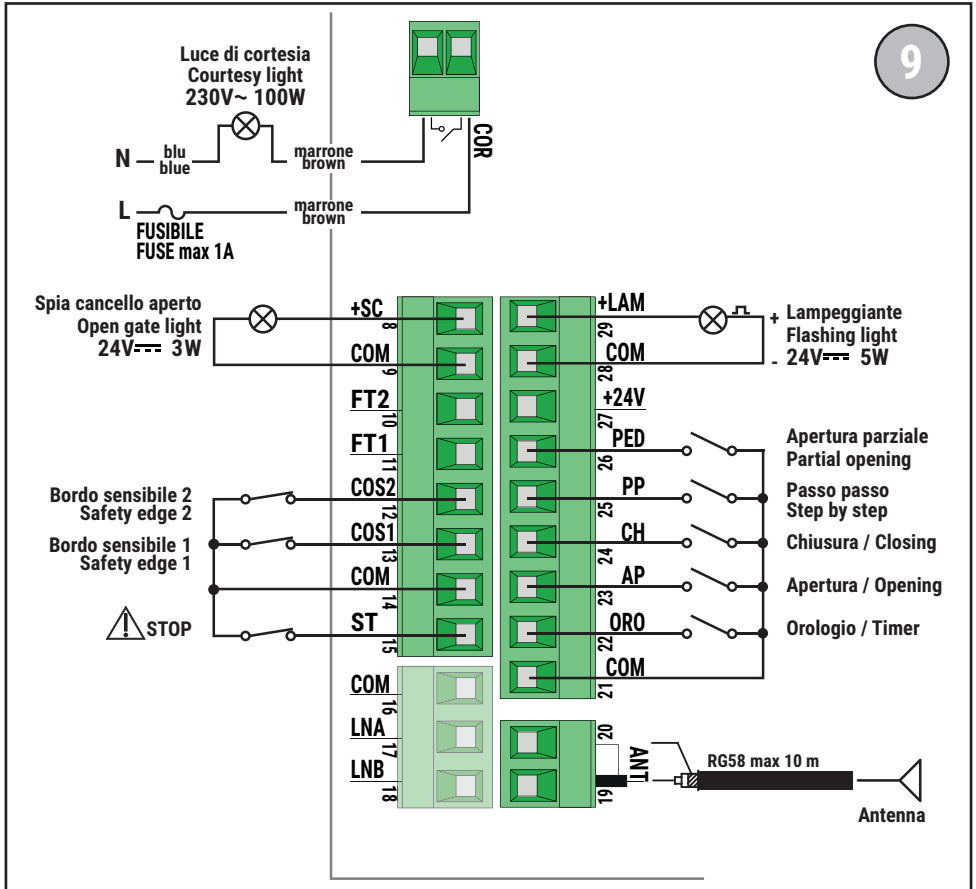 9
Luce di cortesia
Courtesy light
230V~ 100W
COR
N
blu
blue
marrone
brown
L
marrone
brown
FUSIBILE
FUSE max 1A
Spia cancello aperto
Open gate light
24V 3W
+SC
8
COM
9
FT2
10
FT1
11
Bordo sensibile 2
Safety edge 2
COS2
12
Bordo sensibile 1
Safety edge 1
COS1
13
COM
14
STOP
ST
15
COM
16
LNA
17
LNB
18
+LAM
29
+ Lampeggiante
Flashing light
- 24V 5W
COM
28
+24V
27
PED
26
Apertura parziale
Partial opening
PP
25
Passo passo
Step by step
CH
24
Chiusura / Closing
AP
23
Apertura / Opening
ORO
22
Orologio / Timer
COM
21
20
ANT
19
RG58 max 10 m
Antenna